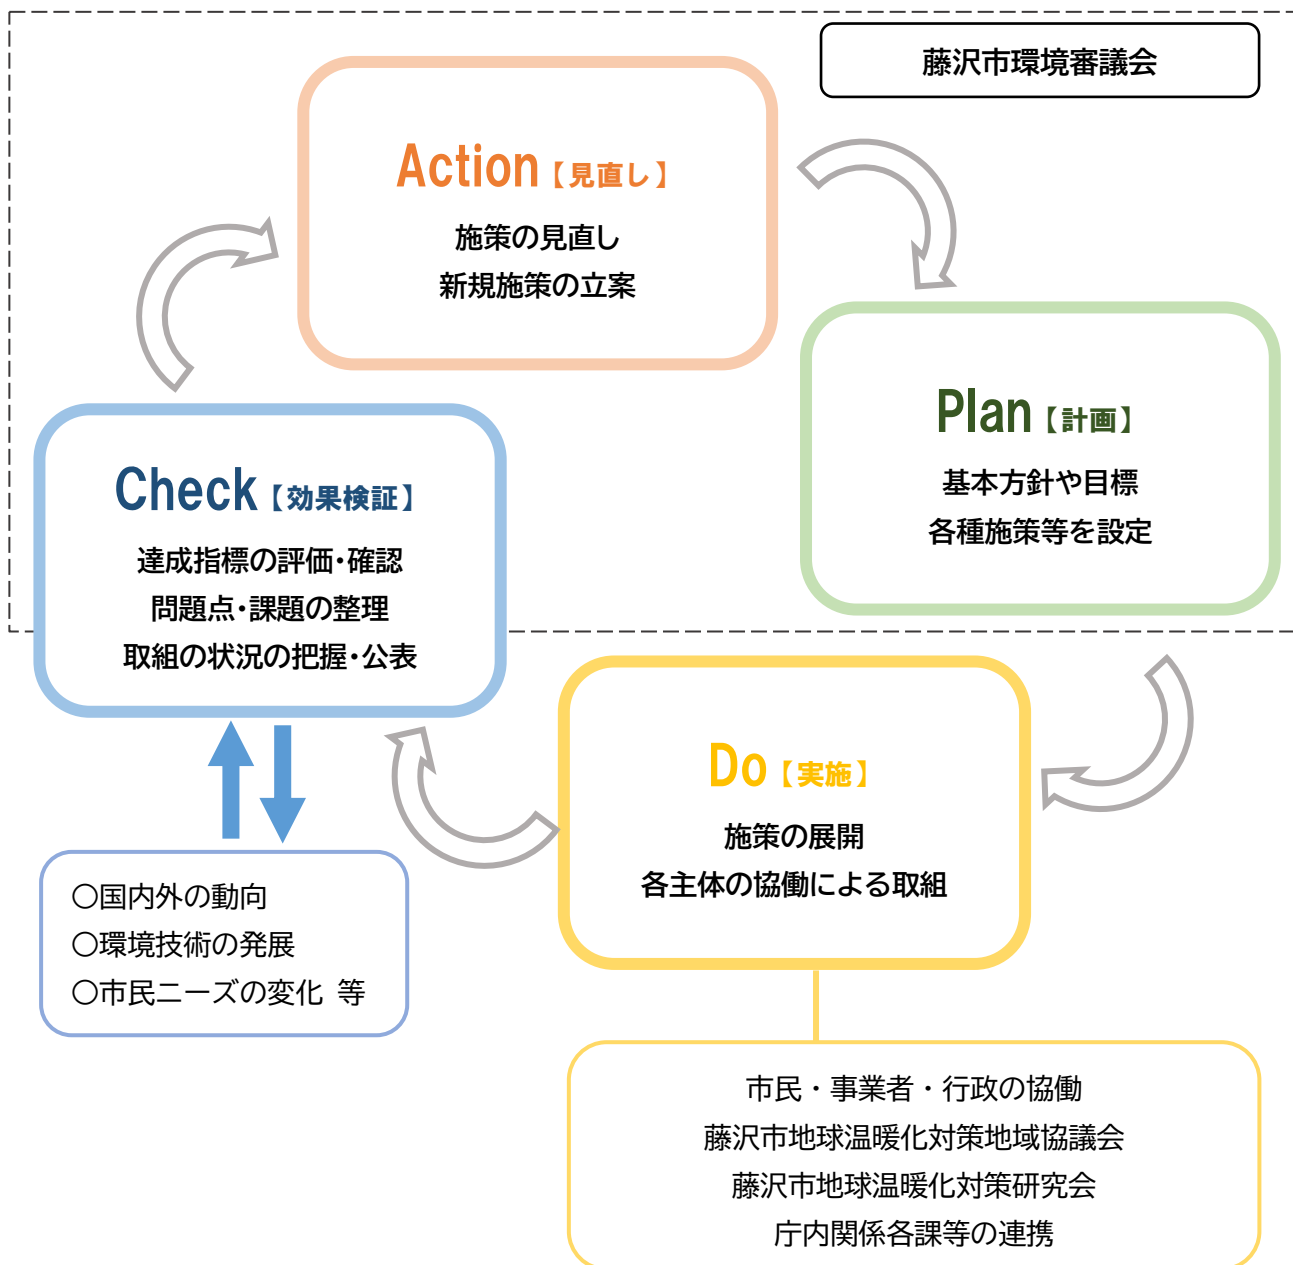 藤沢市環境審議会
Action【見直し】
施策の見直し
新規施策の立案
Plan【計画】
基本方針や目標
各種施策等を設定
Check【効果検証】
達成指標の評価・確認
問題点・課題の整理
取組の状況の把握・公表
Do【実施】
施策の展開
各主体の協働による取組
〇国内外の動向
〇環境技術の発展
〇市民ニーズの変化 等
市民・事業者・行政の協働
藤沢市地球温暖化対策地域協議会
藤沢市地球温暖化対策研究会
庁内関係各課等の連携